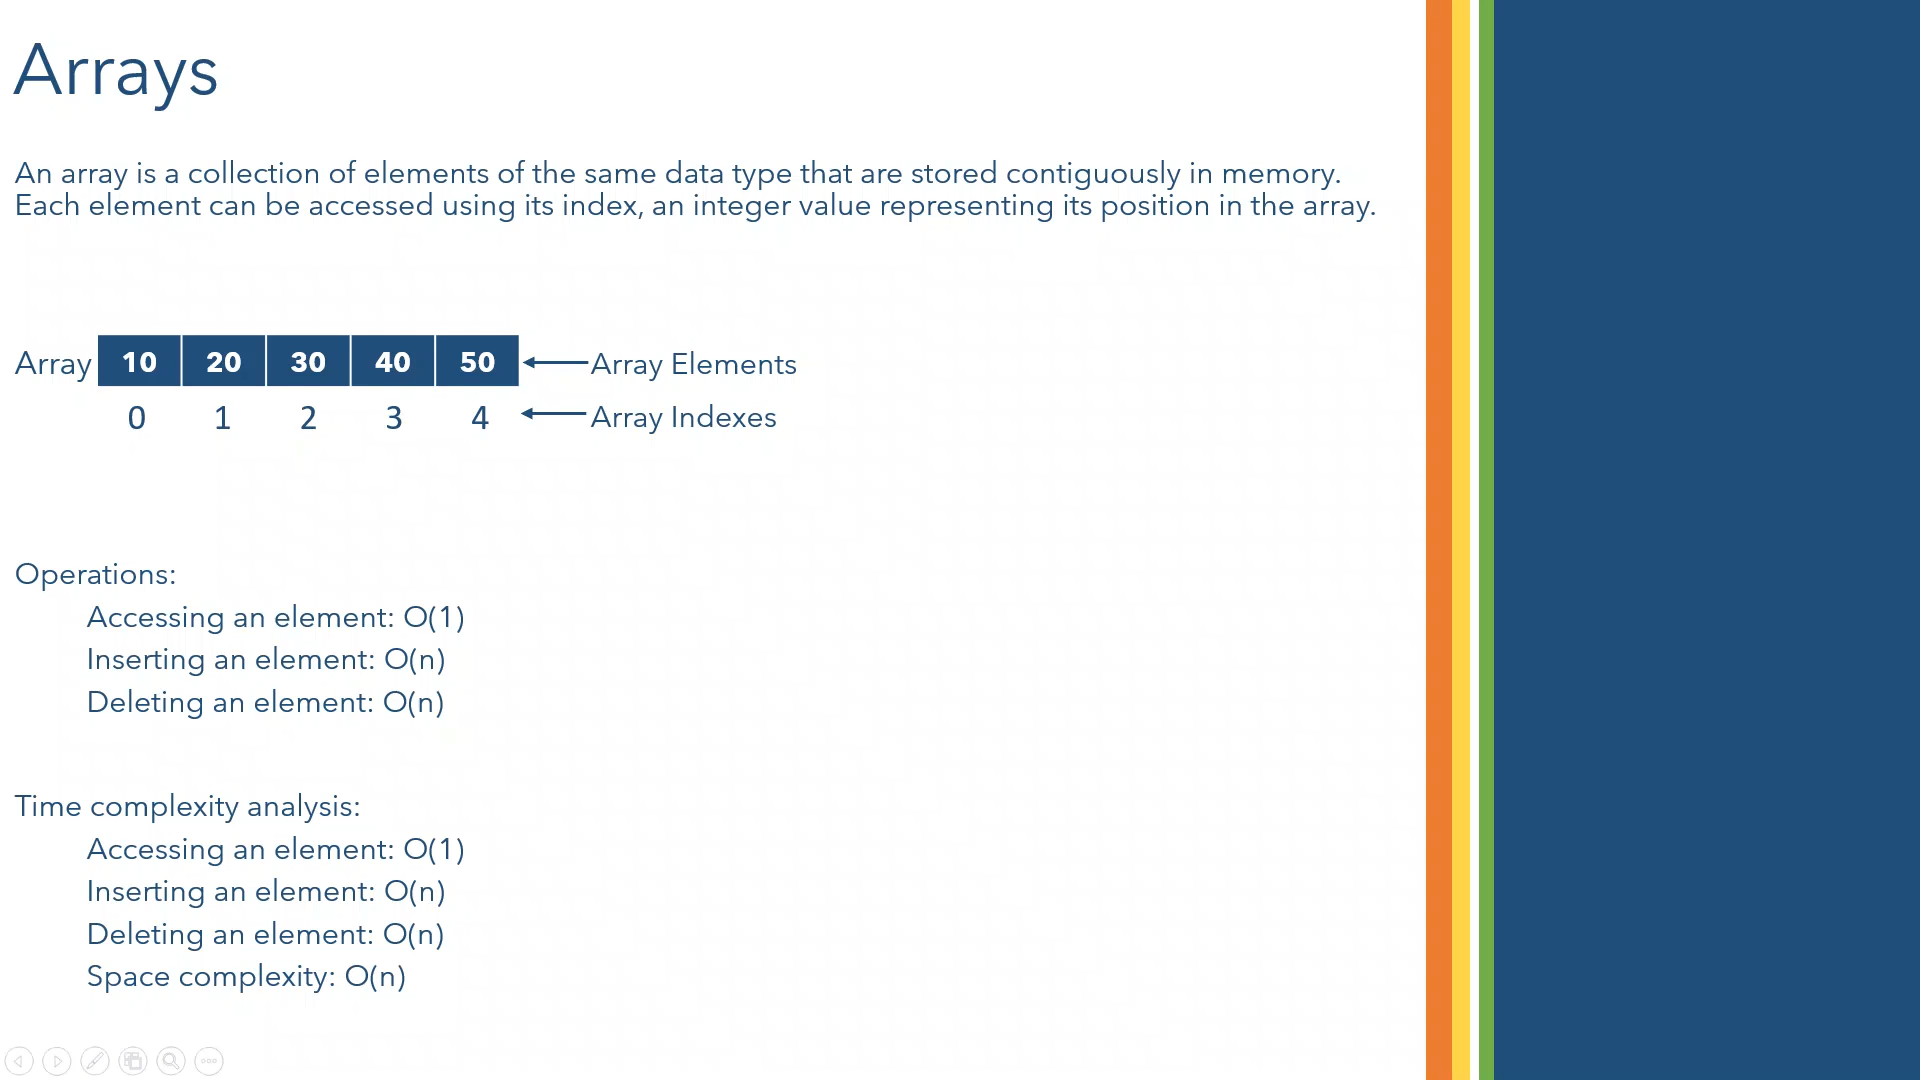 Arrays
An array is a collection of elements of the same data type that are stored contiguously in memory.
Each element can be accessed using its index, an integer value representing its position in the array.
Array 10 20 30 40 50 Array Elements
0 1 2 3 4 Array Indexes
Operations:
Accessing an element: O(1)
Inserting an element: O(n)
Deleting an element: O(n)
Time complexity analysis:
Accessing an element: O(1)
Inserting an element: O(n)
Deleting an element: O(n)
Space complexity: O(n)